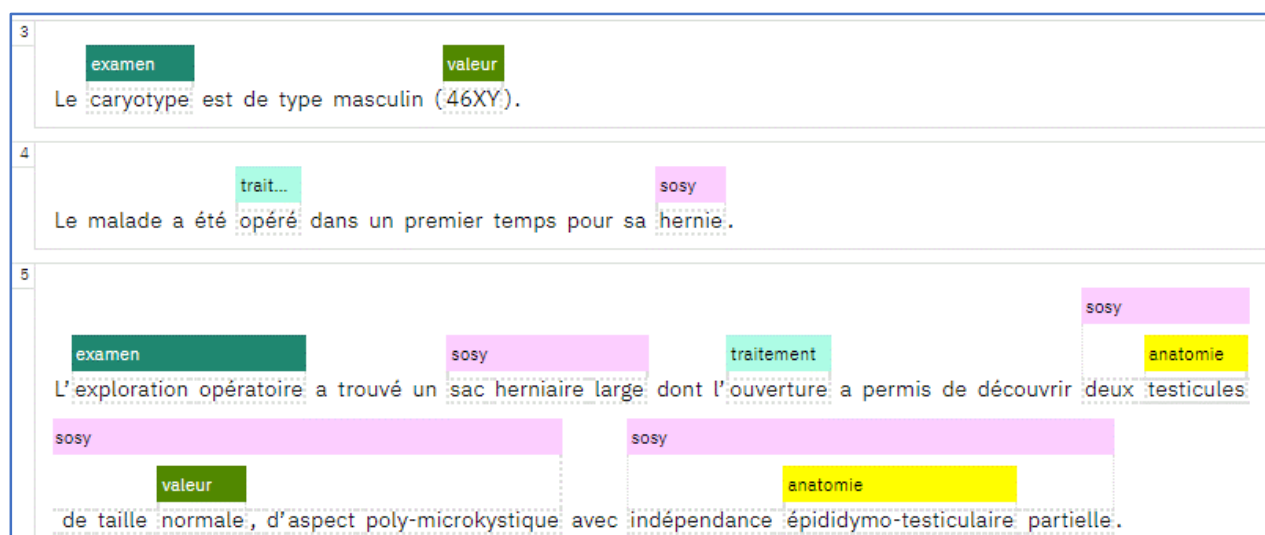 3
examen valeur
Le caryotype est de type masculin (46XY).
4
trait... sosy
Le malade a été opéré dans un premier temps pour sa hernie.
5
sosy
examen sosy traitement anatomie
L'exploration opératoire a trouvé un sac herniaire large dont l'ouverture a permis de découvrir deux testicules
sosy sosy
valeur anatomie
de taille normale, d'aspect poly-microkystique avec indépendance épididymo-testiculaire partielle.